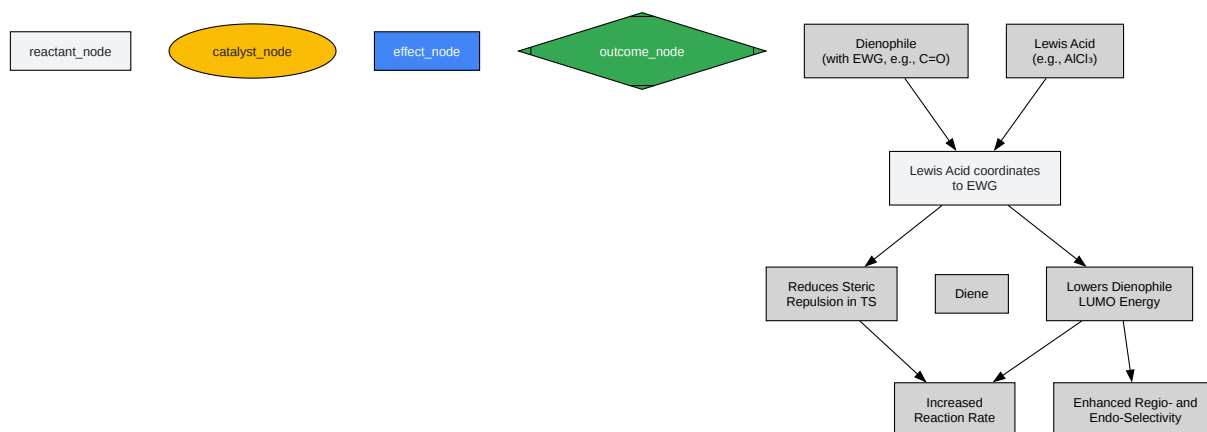 reactant_node
catalyst_node
effect_node
outcome_node
Dienophile
(with EWG, e.g., C=O)
Lewis Acid
(e.g., AlCl₃)
Lewis Acid coordinates
to EWG
Reduces Steric
Repulsion in TS
Diene
Lowers Dienophile
LUMO Energy
Increased
Reaction Rate
Enhanced Regio- and
Endo-Selectivity